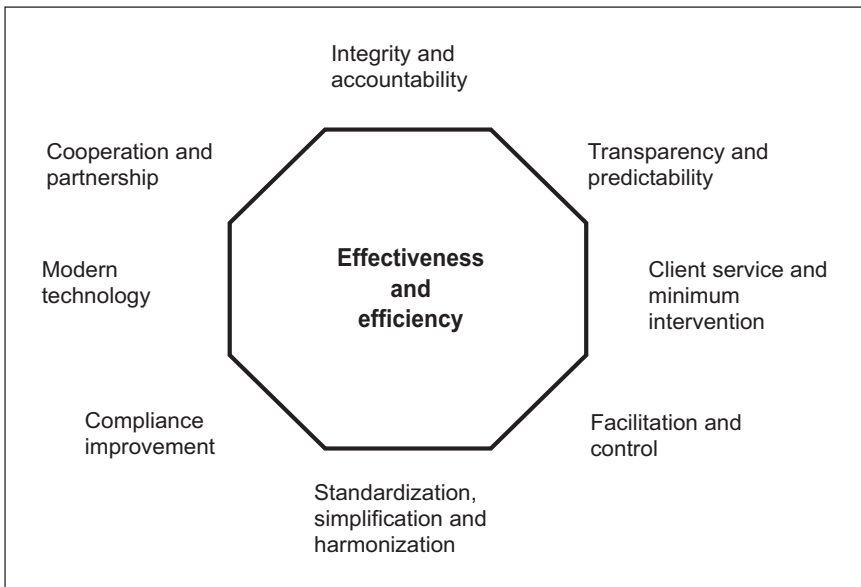 Integrity and
accountability
Cooperation and
partnership
Transparency and
predictability
Modern
technology
Effectiveness
and
efficiency
Client service and
minimum
intervention
Compliance
improvement
Facilitation and
control
Standardization,
simplification and
harmonization